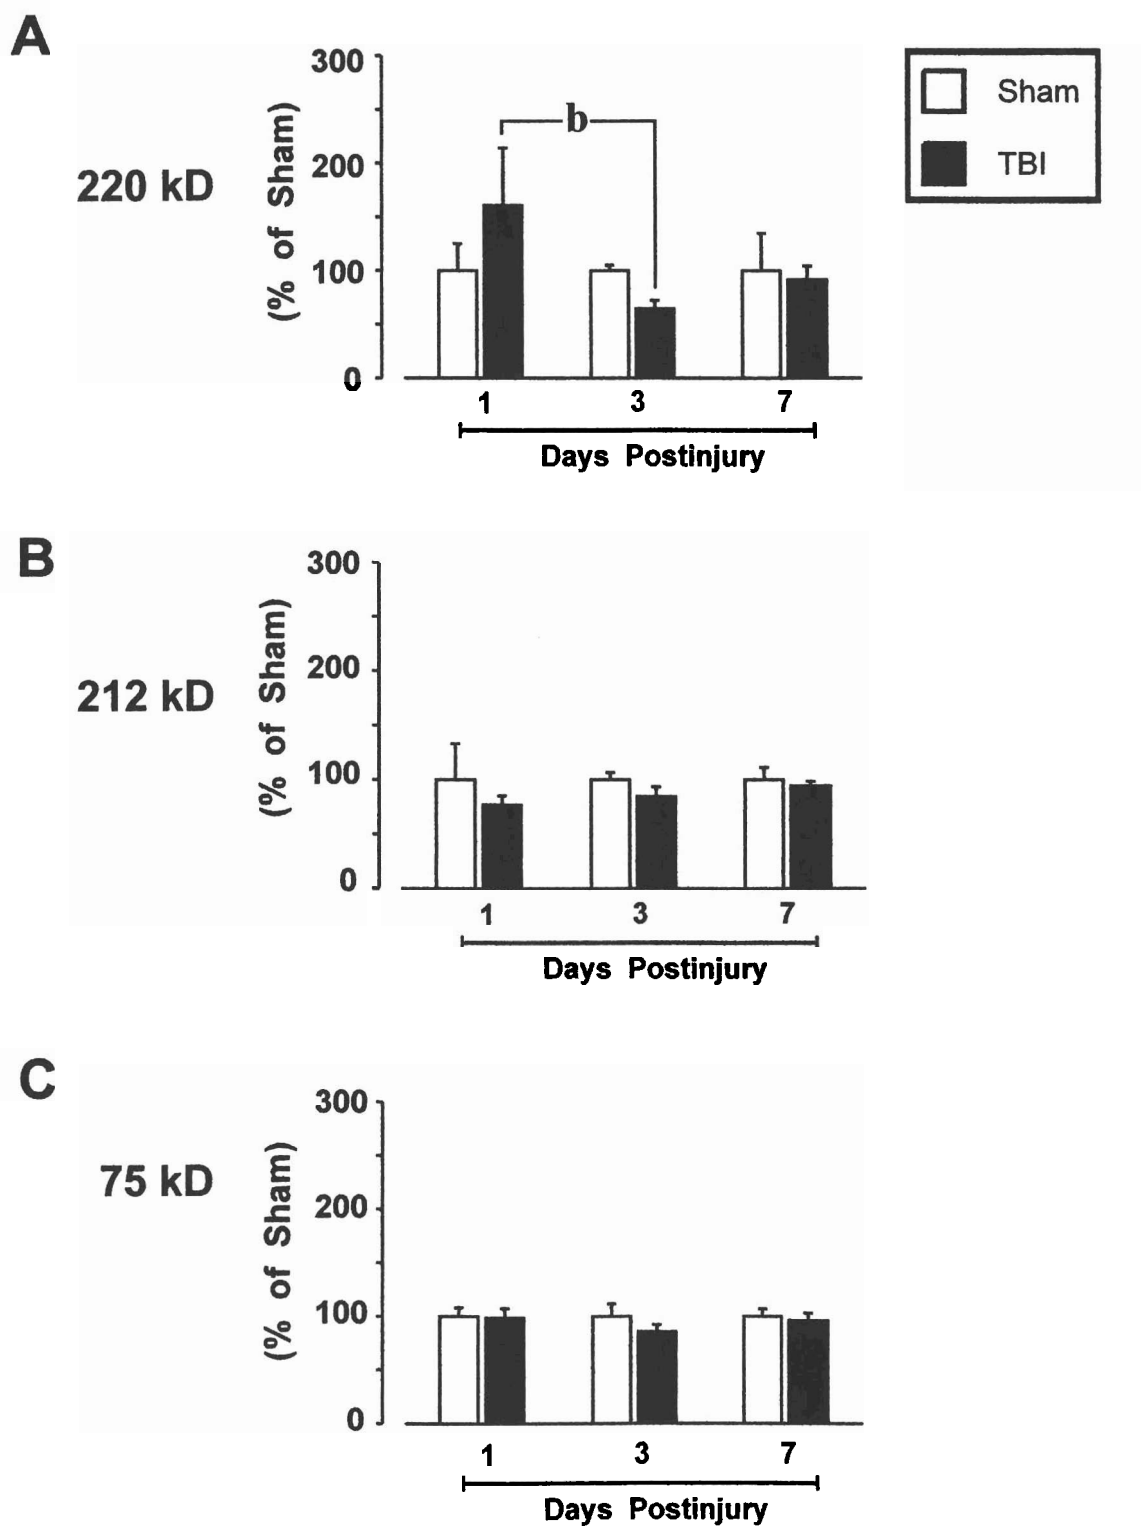 A
220 kD
(% of Sham)
300
200
100
0
b
1 3 7
Days Postinjury
Sham
TBI
B
212 kD
(% of Sham)
300
200
100
0
1 3 7
Days Postinjury
C
75 kD
(% of Sham)
300
200
100
0
1 3 7
Days Postinjury